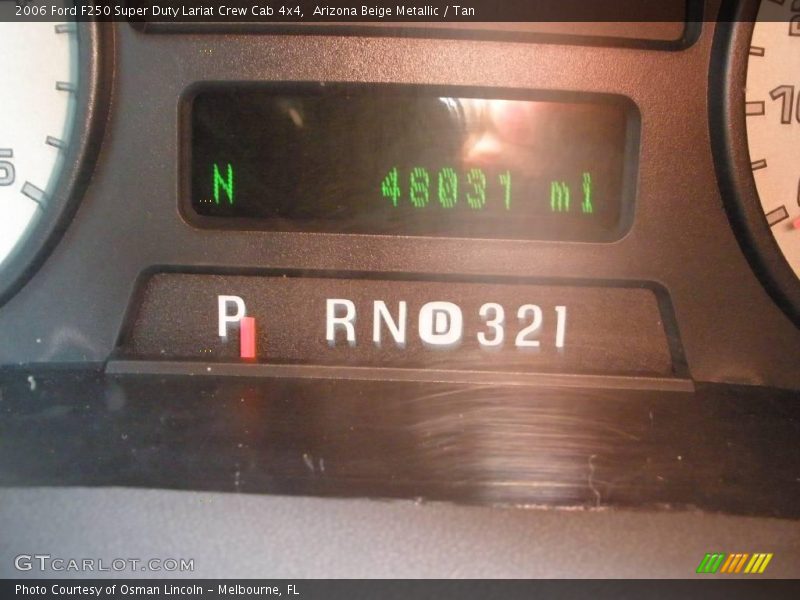 2006 Ford F250 Super Duty Lariat Crew Cab 4x4,  Arizona Beige Metallic / Tan
N 48031 mi
P RND321
GTCARLOT.COM
Photo Courtesy of Osman Lincoln - Melbourne, FL